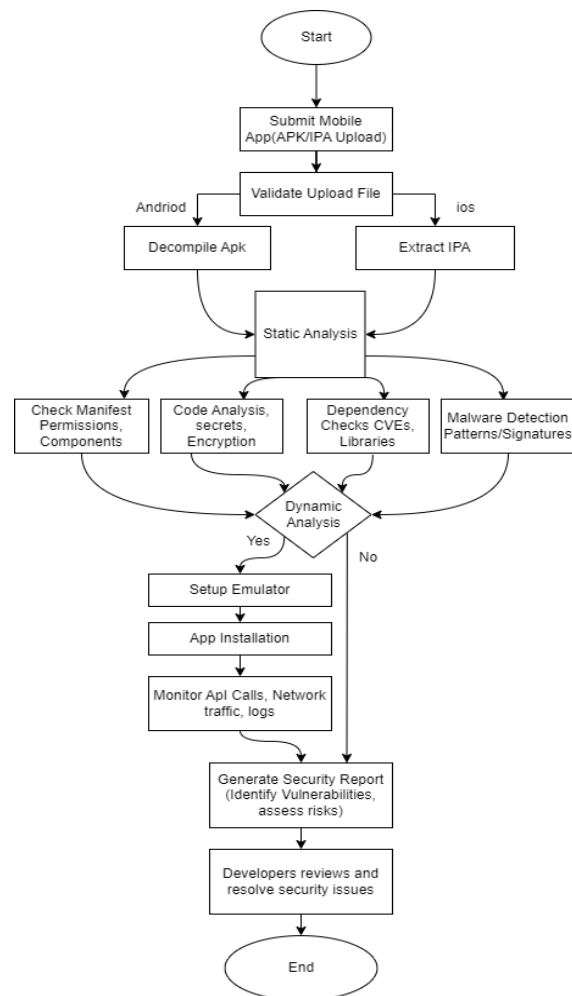 Start
Submit Mobile
App(APK/IPA Upload)
Validate Upload File
Andriod
ios
Decompile Apk
Extract IPA
Static Analysis
Check Manifest
Permissions,
Components
Code Analysis,
secrets,
Encryption
Dependency
Checks CVEs,
Libraries
Malware Detection
Patterns/Signatures
Dynamic
Analysis
Yes
No
Setup Emulator
App Installation
Monitor ApI Calls, Network
traffic, logs
Generate Security Report
(Identify Vulnerabilities,
assess risks)
Developers reviews and
resolve security issues
End